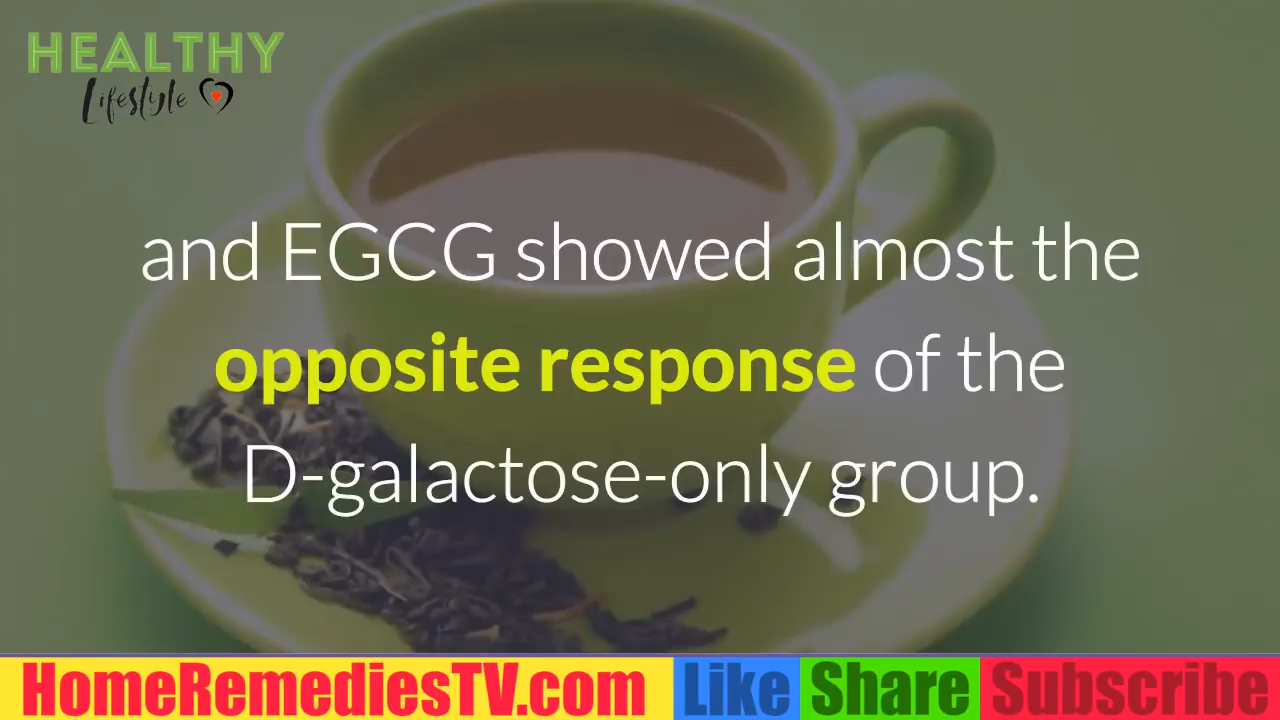 HEALTHY
Lifestyle
and EGCG showed almost the
opposite response of the
D-galactose-only group.
HomeRemediesTV.com Like Share Subscribe